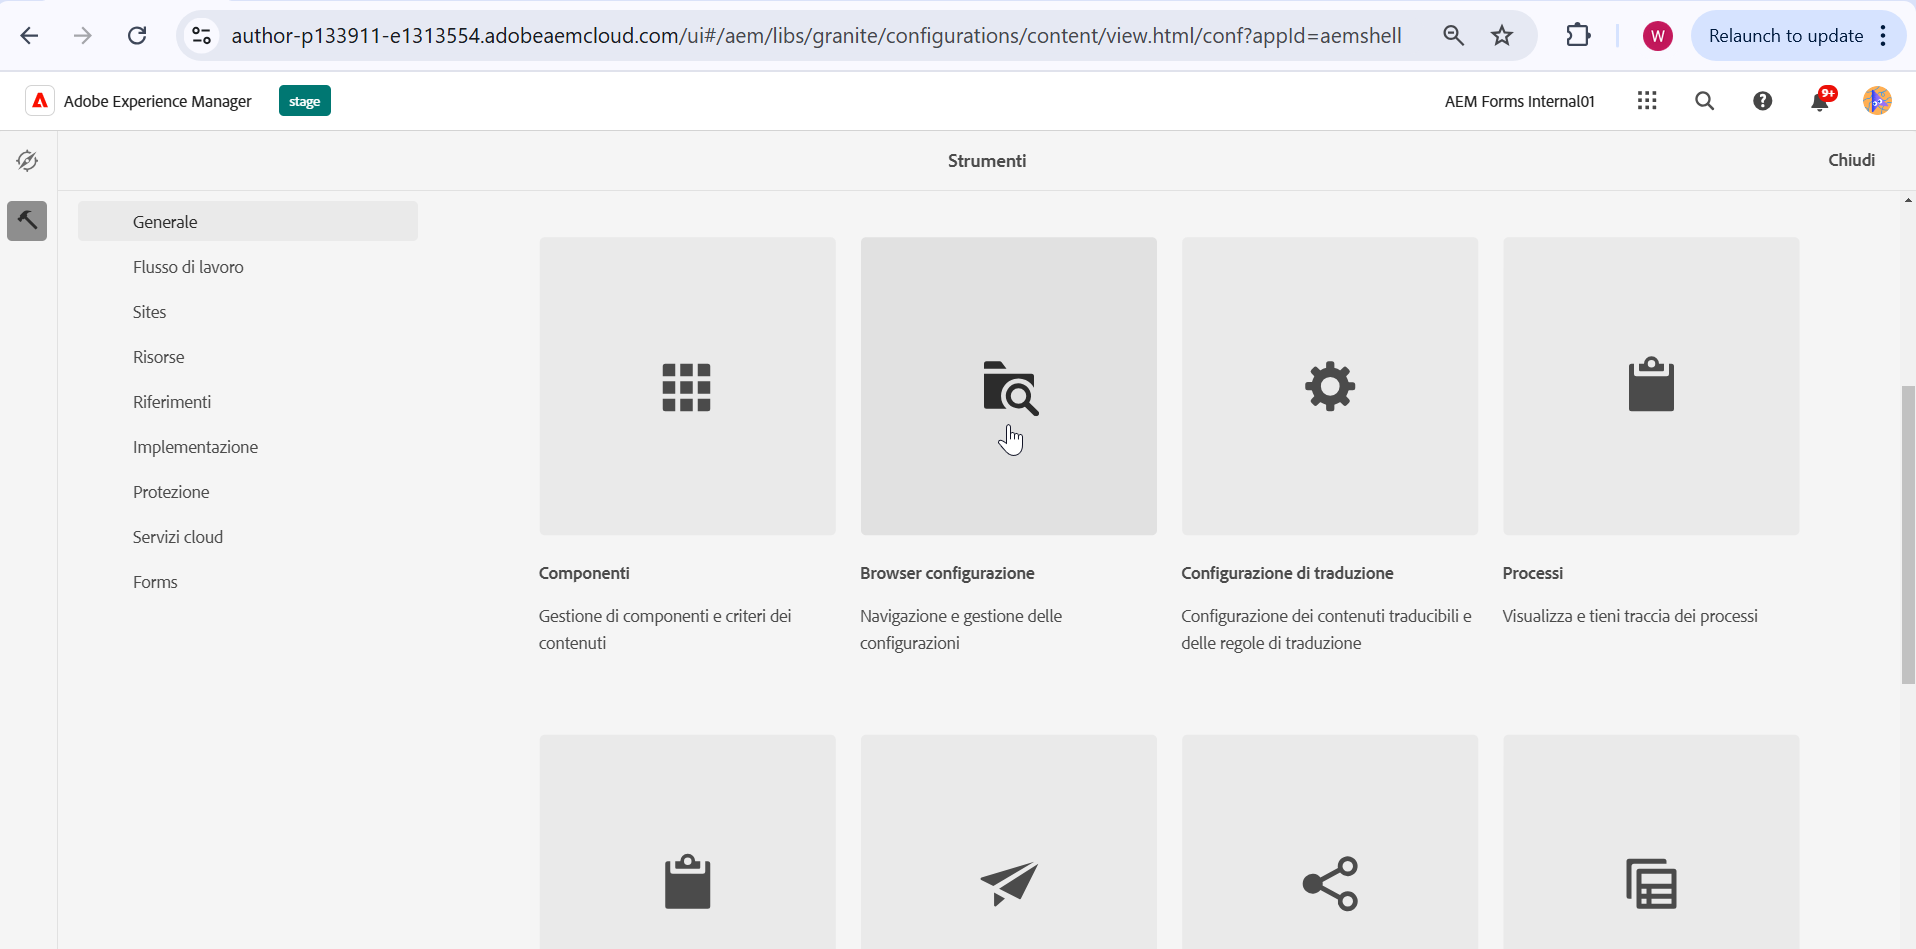 author-p133911-e1313554.adobeaemcloud.com/ui#/aem/libs/granite/configurations/content/view.html/conf?appId=aemshell
W
Relaunch to update
Adobe Experience Manager
stage
AEM Forms Internal01
9+
Strumenti
Chiudi
Generale
Flusso di lavoro
Sites
Risorse
Riferimenti
Implementazione
Protezione
Servizi cloud
Forms
Componenti
Gestione di componenti e criteri dei
contenuti
Browser configurazione
Navigazione e gestione delle
configurazioni
Configurazione di traduzione
Configurazione dei contenuti traducibili e
delle regole di traduzione
Processi
Visualizza e tieni traccia dei processi